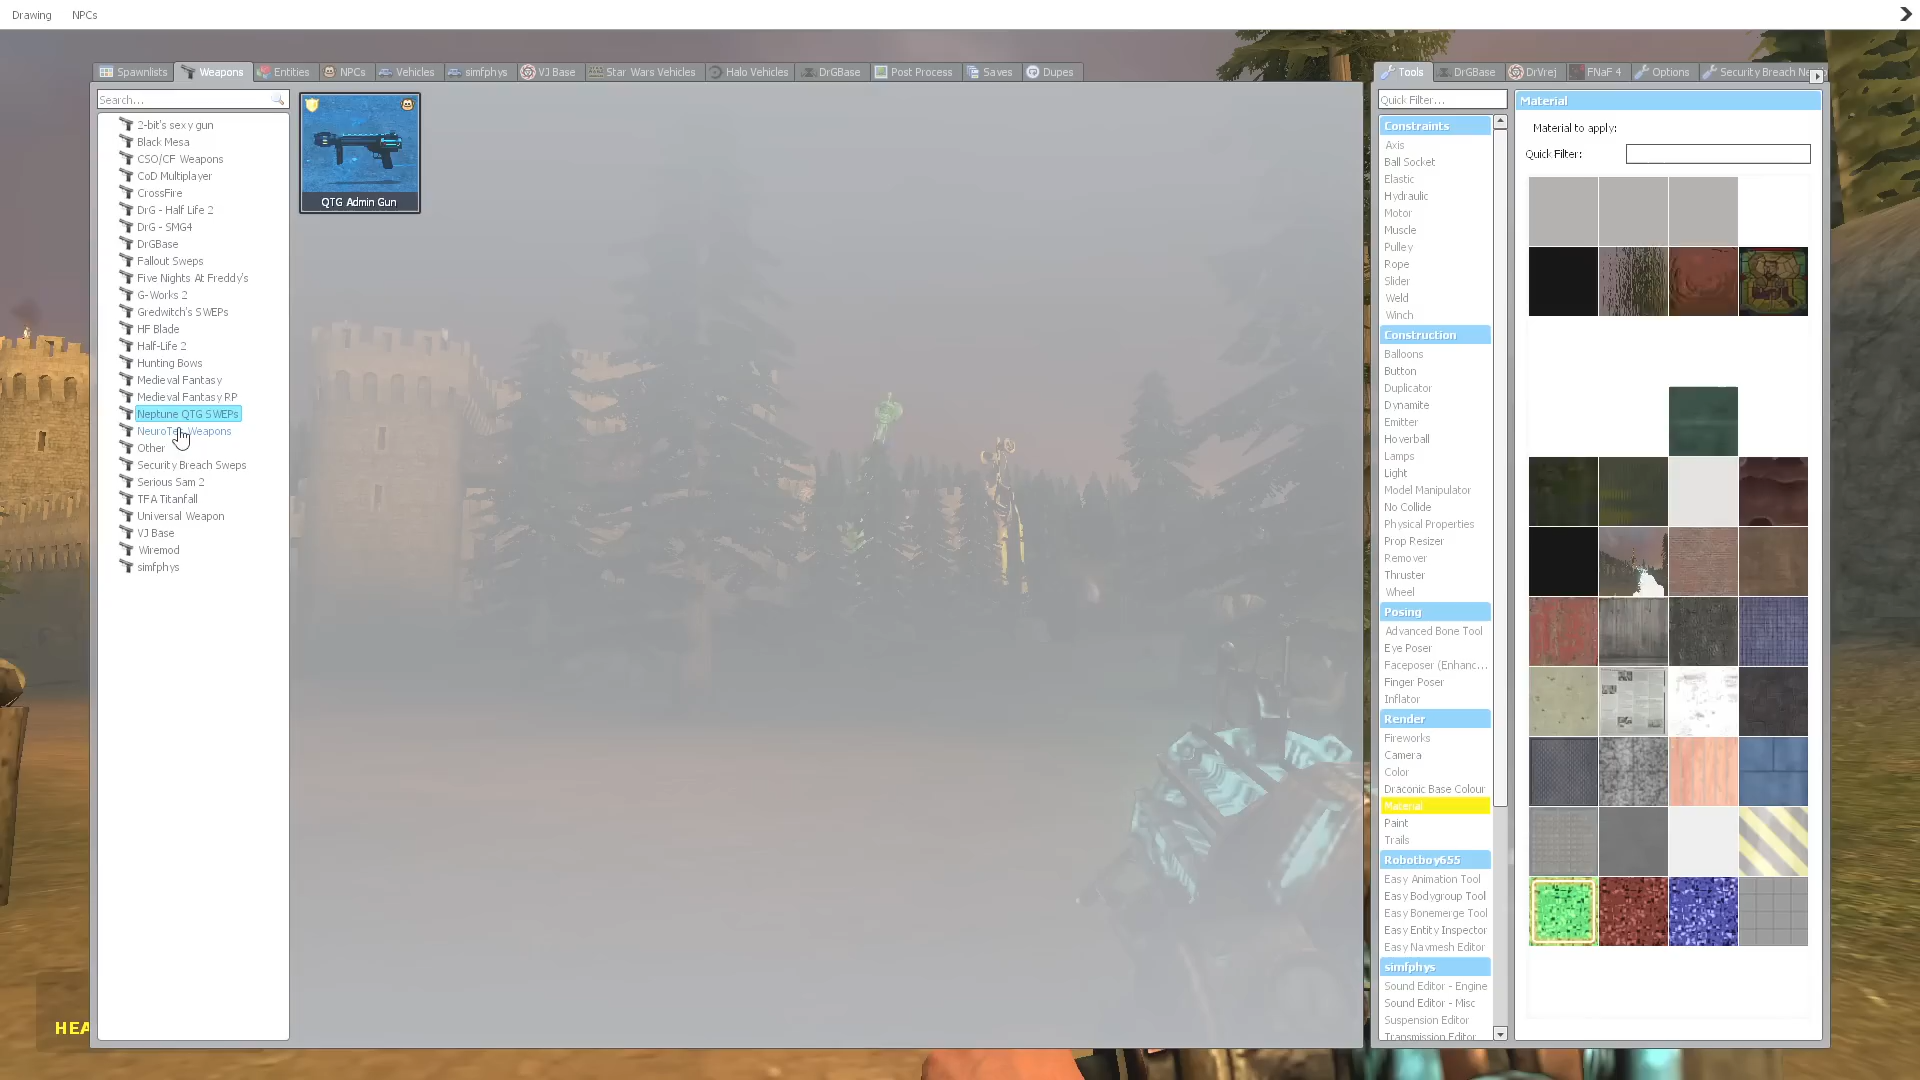 Drawing
NPCs
Spawnlists
Weapons
Entities
NPCs
Vehicles
simfphys
VJ Base
Star Wars Vehicles
Halo Vehicles
DrGBase
Post Process
Saves
Dupes
Search...
2-bit's sexy gun
Black Mesa
CSO/CF Weapons
CoD Multiplayer
CrossFire
DrG - Half Life 2
DrG - SMG4
DrGBase
Fallout Sweps
Five Nights At Freddy's
G-Works 2
Gredwitch's SWEPs
HF Blade
Half-Life 2
Hunting Bows
Medieval Fantasy
Medieval Fantasy RP
Neptune QTG SWEPs
Weapons
Other
Security Breach Sweps
Serious Sam 2
TFA Titanfall
Universal Weapon
VJ Base
Wiremod
simfphys
QTG Admin Gun
HEA
Tools
DrGBase
DrVrej
FNaF 4
Options
Security Breach
Quick Filter...
Constraints
Axis
Ball Socket
Elastic
Hydraulic
Motor
Muscle
Pulley
Rope
Slider
Weld
Winch
Construction
Balloons
Button
Duplicator
Dynamite
Emitter
Hoverball
Lamps
Light
Model Manipulator
No Collide
Physical Properties
Prop Resizer
Remover
Thruster
Wheel
Posing
Advanced Bone Tool
Eye Poser
Faceposer (Enhanc...
Finger Poser
Inflator
Render
Fireworks
Camera
Color
Draconic Base Colour
Material
Paint
Trails
Robotboy655
Easy Animation Tool
Easy Bodygroup Tool
Easy Bonemerge Tool
Easy Entity Inspector
Easy Navmesh Editor
simfphys
Sound Editor - Engine
Sound Editor - Misc
Suspension Editor
Transmission Editor
Material
Material to apply:
Quick Filter: